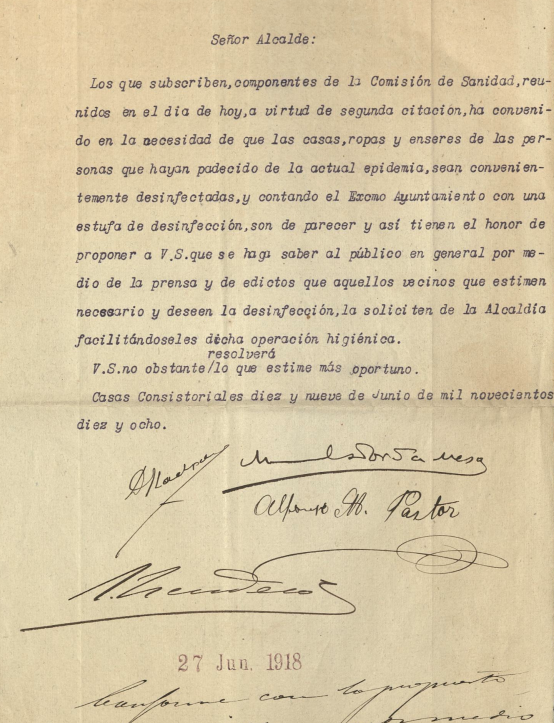 Señor Alcalde:
Los que subscriben,componentes de la Comisión de Sanidad,reu-
nidos en el dia de hoy,a virtud de segunda citación,ha conveni-
do en la necesidad de que las casas,ropas y enseres de las per-
sonas que hayan padecido de la actual epidemia,sean convenien-
temente desinfectadas,y contando el Excmo Ayuntamiento con una
estufa de desinfección,son de parecer y así tienen el honor de
proponer a V.S.que se haga saber al público en general por me-
dio de la prensa y de edictos que aquellos vecinos que estimen
necesario y deseen la desinfección,la soliciten de la Alcaldía
facilitándoseles dicha operación higiénica.
resolverá
V.S.no obstante/lo que estime más oportuno.
Casas Consistoriales diez y nueve de Junio de mil novecientos
diez y ocho.
Alfonso M. Pastor
27 Jun. 1918
Conforme con lo propuesto
medio